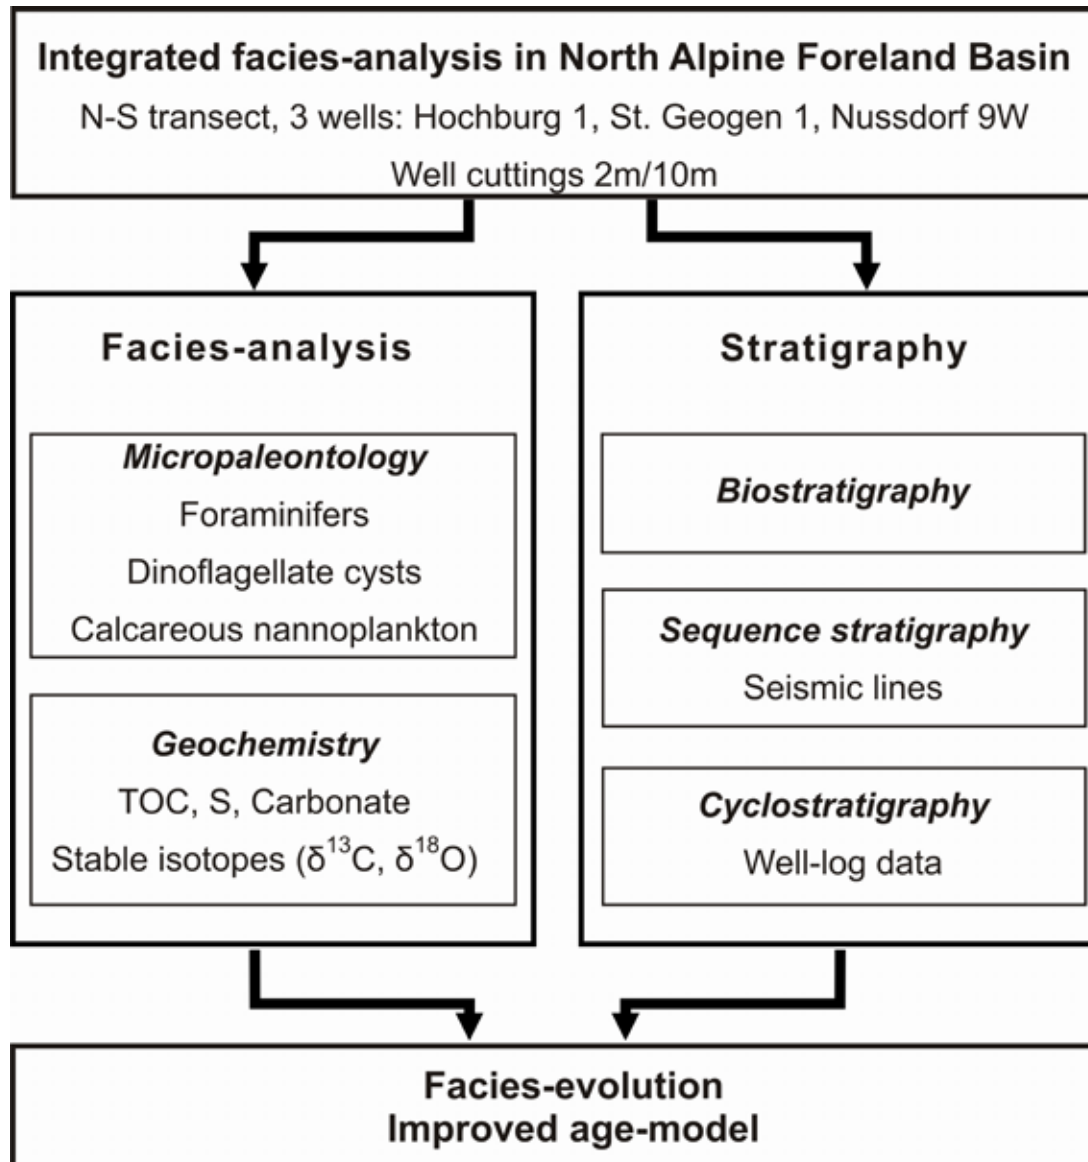 Integrated facies-analysis in North Alpine Foreland Basin
N-S transect, 3 wells: Hochburg 1, St. Geogen 1, Nussdorf 9W
Well cuttings 2m/10m
Facies-analysis
Micropaleontology
Foraminifers
Dinoflagellate cysts
Calcareous nannoplankton
Geochemistry
TOC, S, Carbonate
Stable isotopes (δ¹³C, δ¹⁸O)
Stratigraphy
Biostratigraphy
Sequence stratigraphy
Seismic lines
Cyclostratigraphy
Well-log data
Facies-evolution
Improved age-model